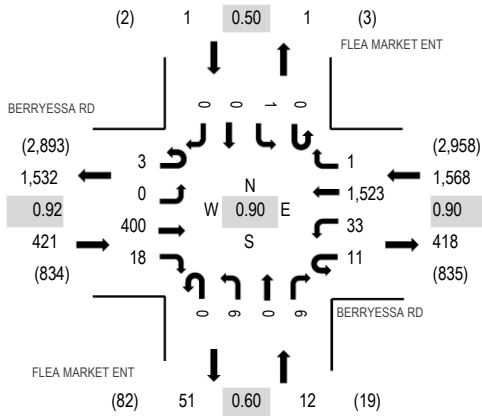 (2) 1 0.50 1 (3)
FLEA MARKET ENT
0 0 1 0
BERRYESSA RD
(2,893)
1,532
0.92
421
(834)
3
0
400
18
N
W 0.90 E
S
1
1,523
33
11
(2,958)
1,568
0.90
418
(835)
0 6 0 6
BERRYESSA RD
FLEA MARKET ENT
(82) 51 0.60 12 (19)